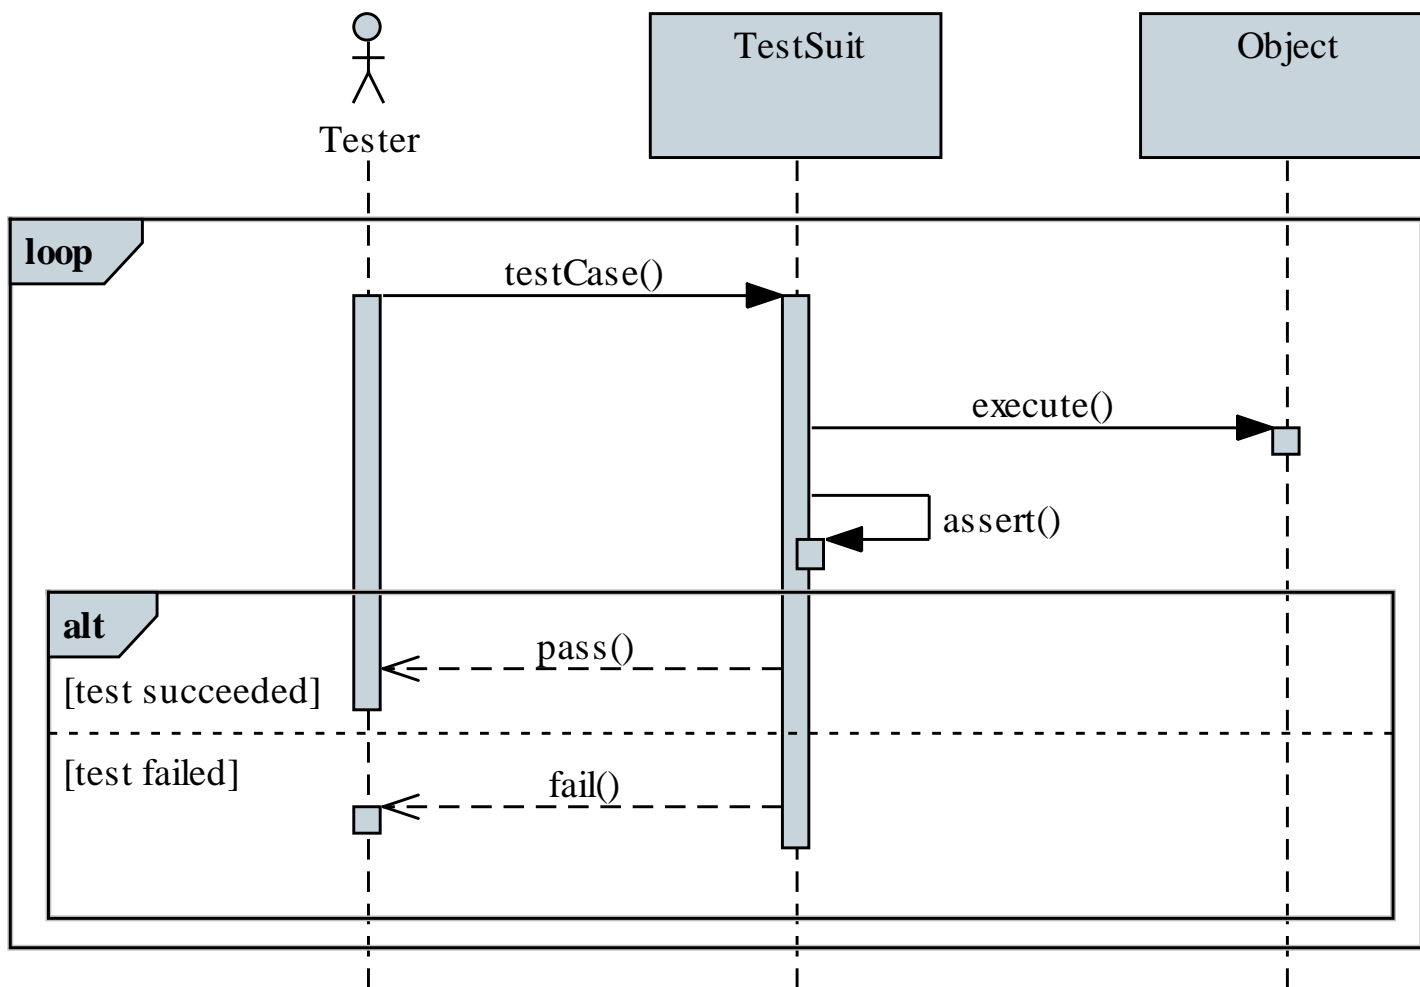 Tester
TestSuit
Object
loop
testCase()
execute()
assert()
alt
pass()
[test succeeded]
[test failed]
fail()